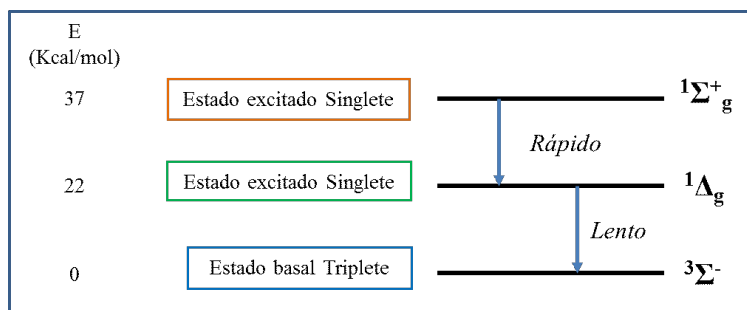 E
(Kcal/mol)
37 Estado excitado Singlete ¹Σ⁺g
Rápido
22 Estado excitado Singlete ¹Δg
Lento
0 Estado basal Triplete ³Σ⁻